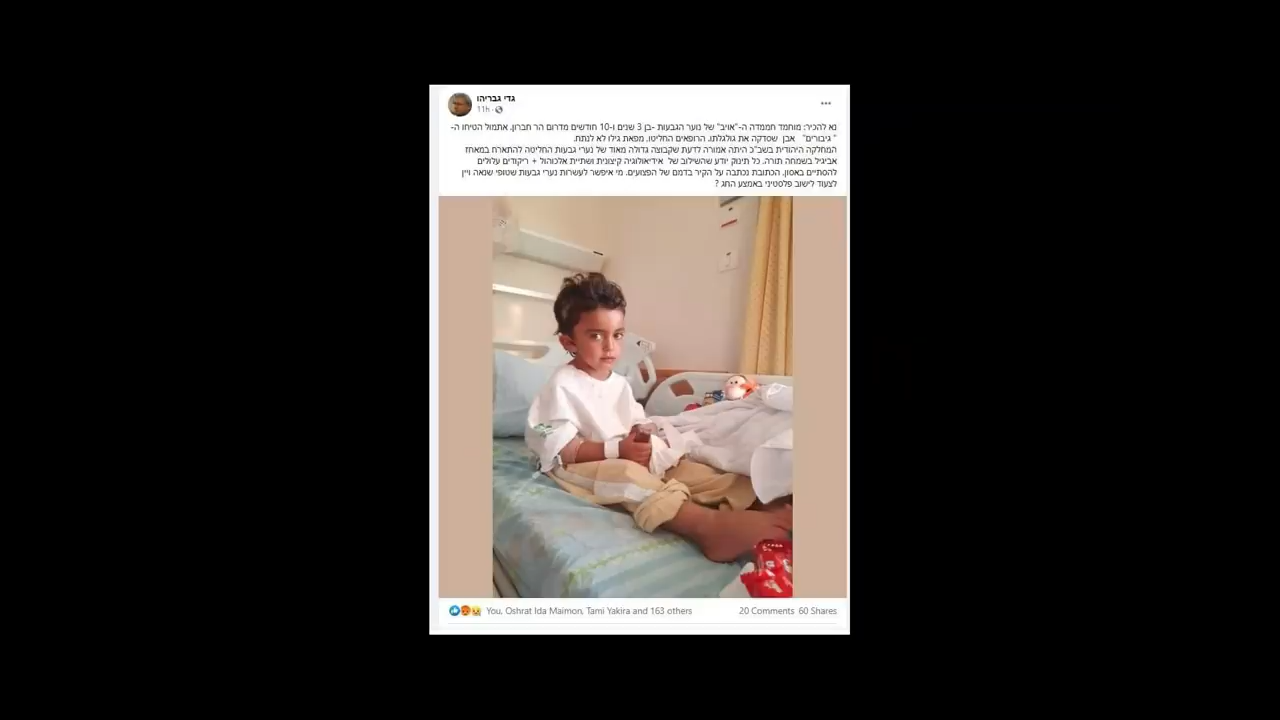 גדי גבריהו
11h ·
נא להכיר: מוחמד חממדה ה-"אויב" של נוער הגבעות -בן 3 שנים ו-10 חודשים מדרום הר חברון. אתמול הטיחו ה-
" גיבורים" אבן שסדקה את גולגלתו. הרופאים החליטו, מפאת גילו לא לנתח.
המחלקה היהודית בשב"כ היתה אמורה לדעת שקבוצה גדולה מאוד של נערי גבעות החליטה להתארח במאחז
אביגיל בשמחה תורה. כל תינוק יודע שהשילוב של אידיאולוגיה קיצונית ושתיית אלכוהול + ריקודים עלולים
להסתיים באסון. הכתובת נכתבה על הקיר בדמם של הפצועים. מי איפשר לעשרות נערי גבעות שטופי שנאה ויין
לצעוד לישוב פלסטיני באמצע החג ?
You, Oshrat Ida Maimon, Tami Yakira and 163 others
20 Comments 60 Shares